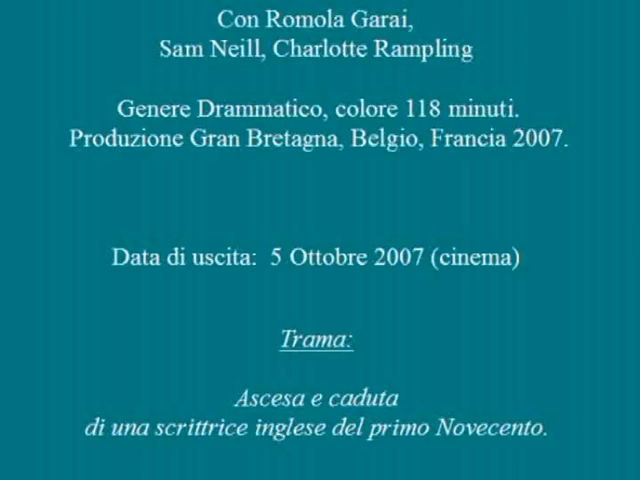 Con Romola Garai,
Sam Neill, Charlotte Rampling
Genere Drammatico, colore 118 minuti.
Produzione Gran Bretagna, Belgio, Francia 2007.
Data di uscita:  5 Ottobre 2007 (cinema)
Trama:
Ascesa e caduta
di una scrittrice inglese del primo Novecento.